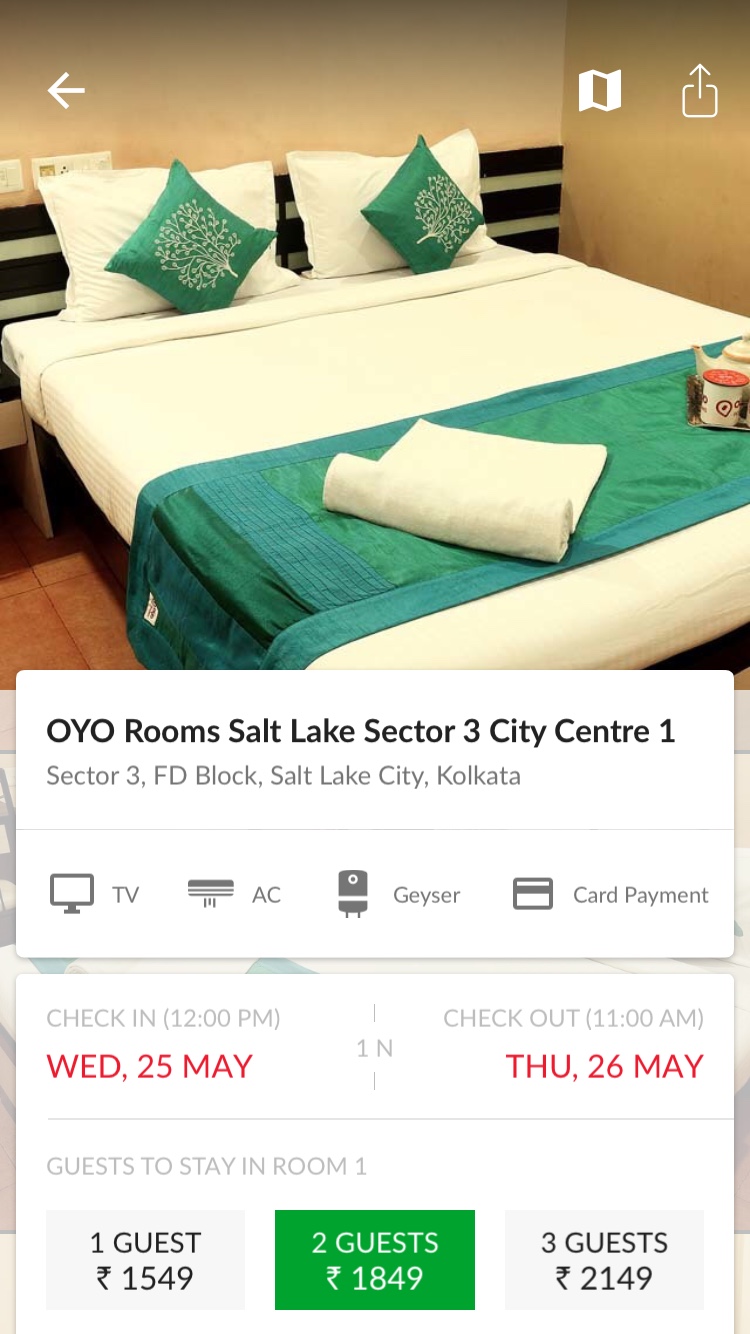 OYO Rooms Salt Lake Sector 3 City Centre 1
Sector 3, FD Block, Salt Lake City, Kolkata
TV AC Geyser Card Payment
CHECK IN (12:00 PM)
WED, 25 MAY
1 N
CHECK OUT (11:00 AM)
THU, 26 MAY
GUESTS TO STAY IN ROOM 1
1 GUEST
₹ 1549
2 GUESTS
₹ 1849
3 GUESTS
₹ 2149